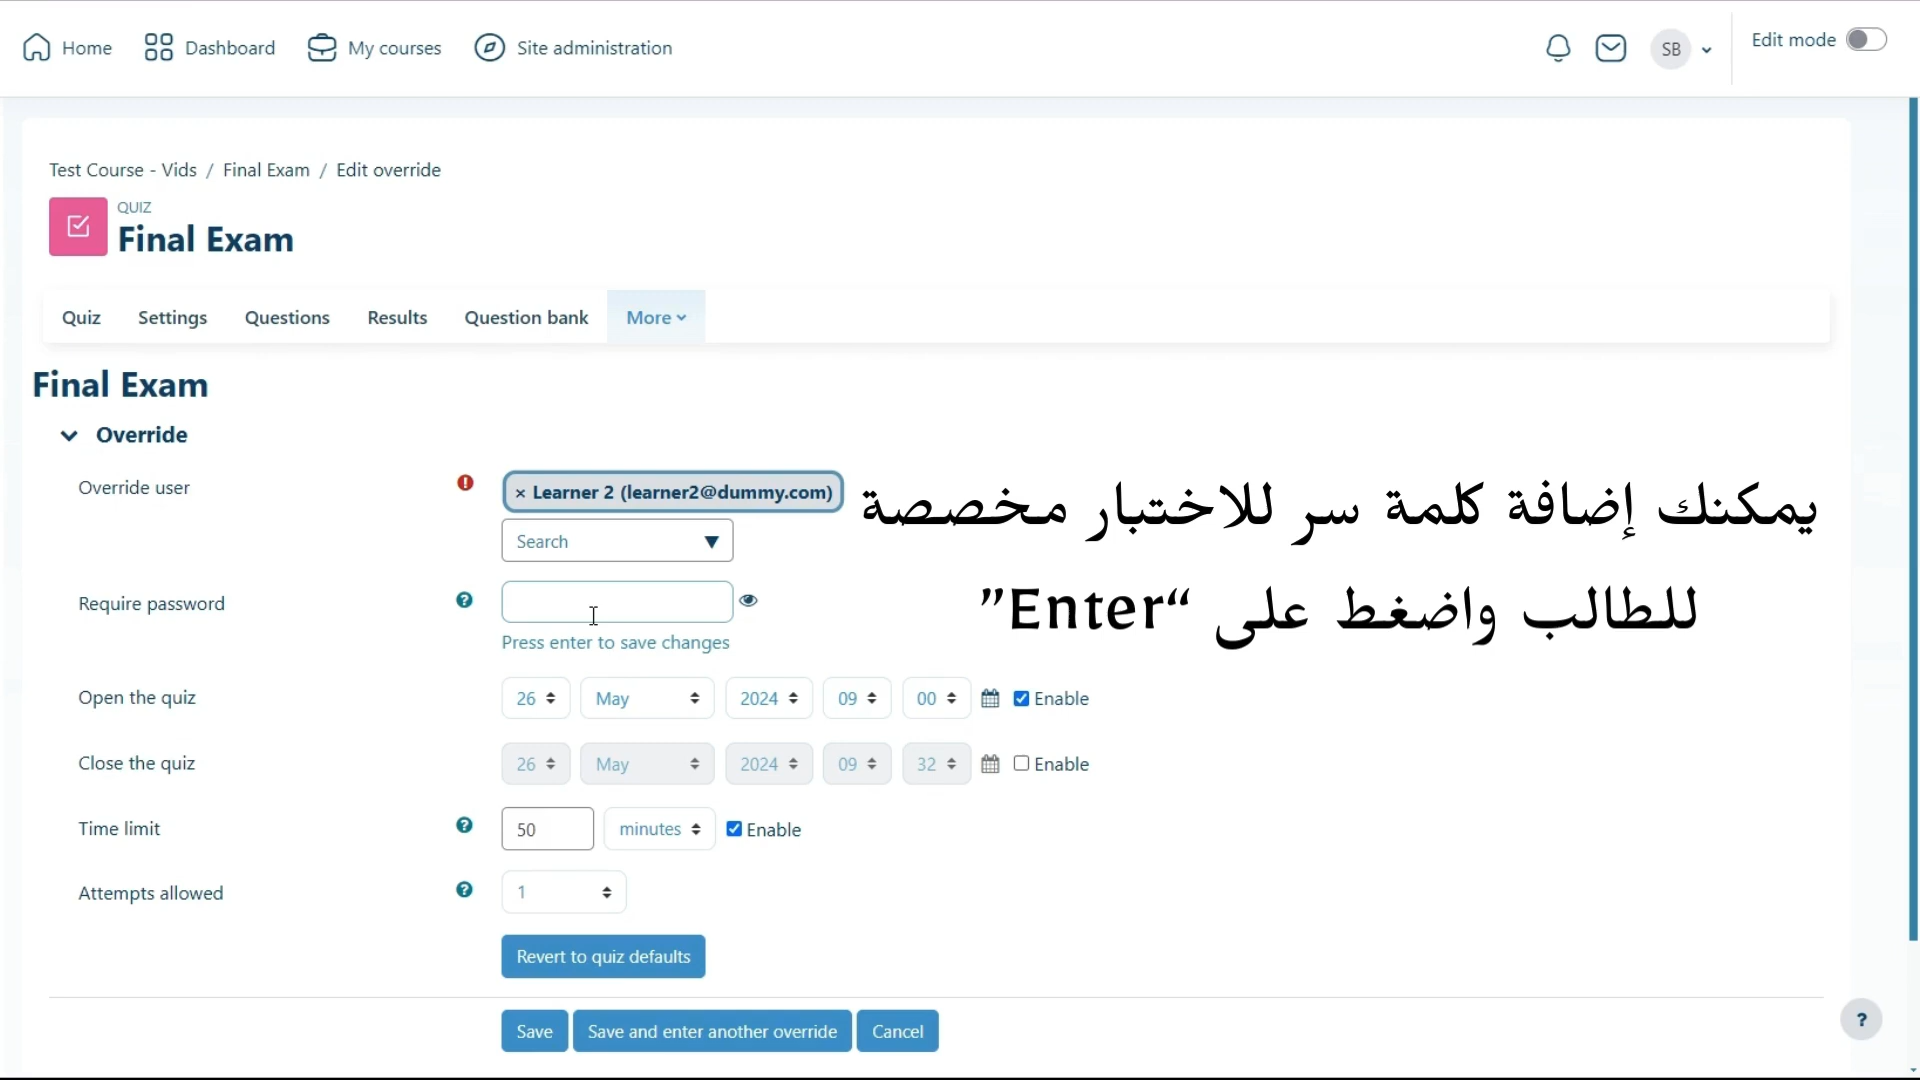 Home
Dashboard
My courses
Site administration
SB
Edit mode
Test Course - Vids / Final Exam / Edit override
QUIZ
Final Exam
Quiz
Settings
Questions
Results
Question bank
More
Final Exam
Override
Override user
× Learner 2 (learner2@dummy.com)
Search
يمكنك إضافة كلمة سر للاختبار مخصصة
للطالب واضغط على “Enter”
Require password
Press enter to save changes
Open the quiz
26 May 2024 09 00 Enable
Close the quiz
26 May 2024 09 32 Enable
Time limit
50 minutes Enable
Attempts allowed
1
Revert to quiz defaults
Save
Save and enter another override
Cancel
?